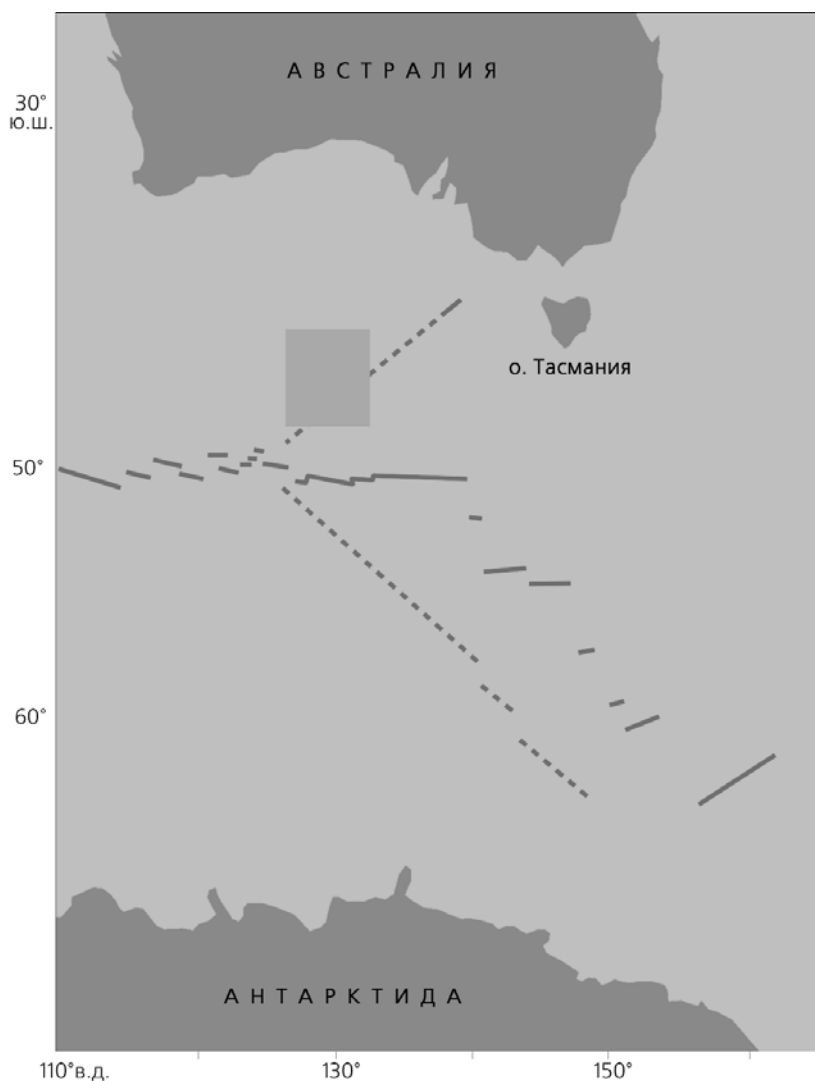 АВСТРАЛИЯ
30°
ю.ш.
о. Тасмания
50°
60°
АНТАРКТИДА
110°в.д.
130°
150°